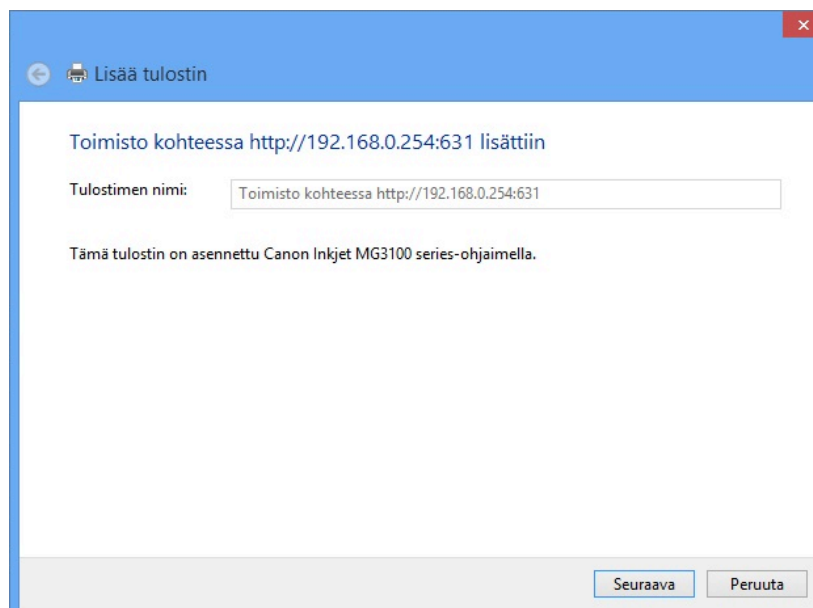 Lisää tulostin
Toimisto kohteessa http://192.168.0.254:631 lisättiin
Tulostimen nimi: Toimisto kohteessa http://192.168.0.254:631
Tämä tulostin on asennettu Canon Inkjet MG3100 series-ohjaimella.
Seuraava Peruuta